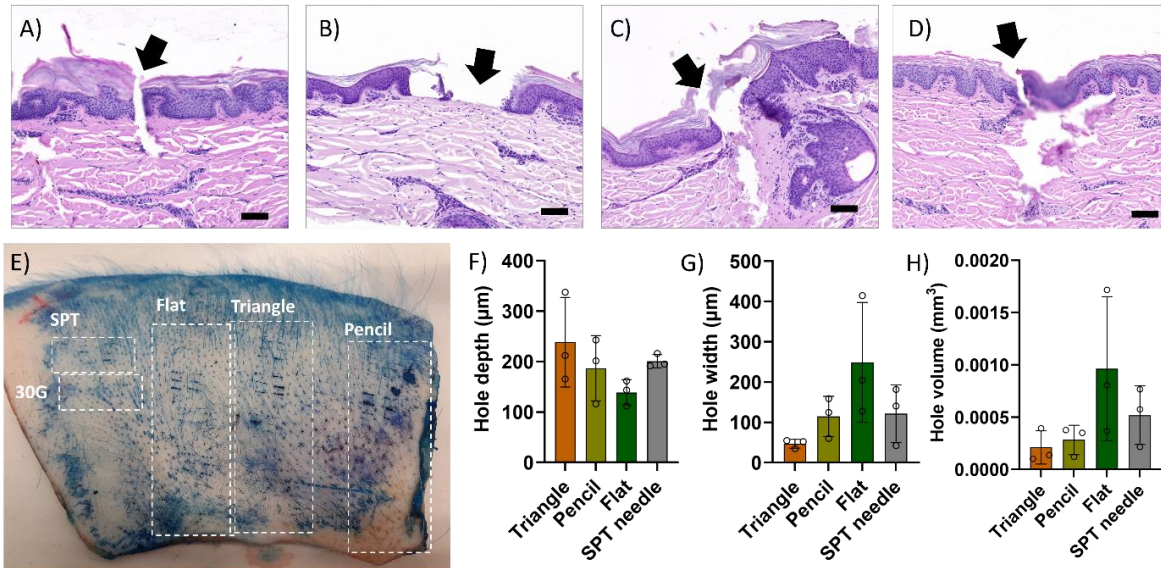 A)
B)
C)
D)
E)
SPT
Flat
Triangle
Pencil
30G
F)
Hole depth (µm)
400
300
200
100
0
Triangle
Pencil
Flat
SPT needle
G)
Hole width (µm)
500
400
300
200
100
0
Triangle
Pencil
Flat
SPT needle
H)
Hole volume (mm³)
0.0020
0.0015
0.0010
0.0005
0.0000
Triangle
Pencil
Flat
SPT needle